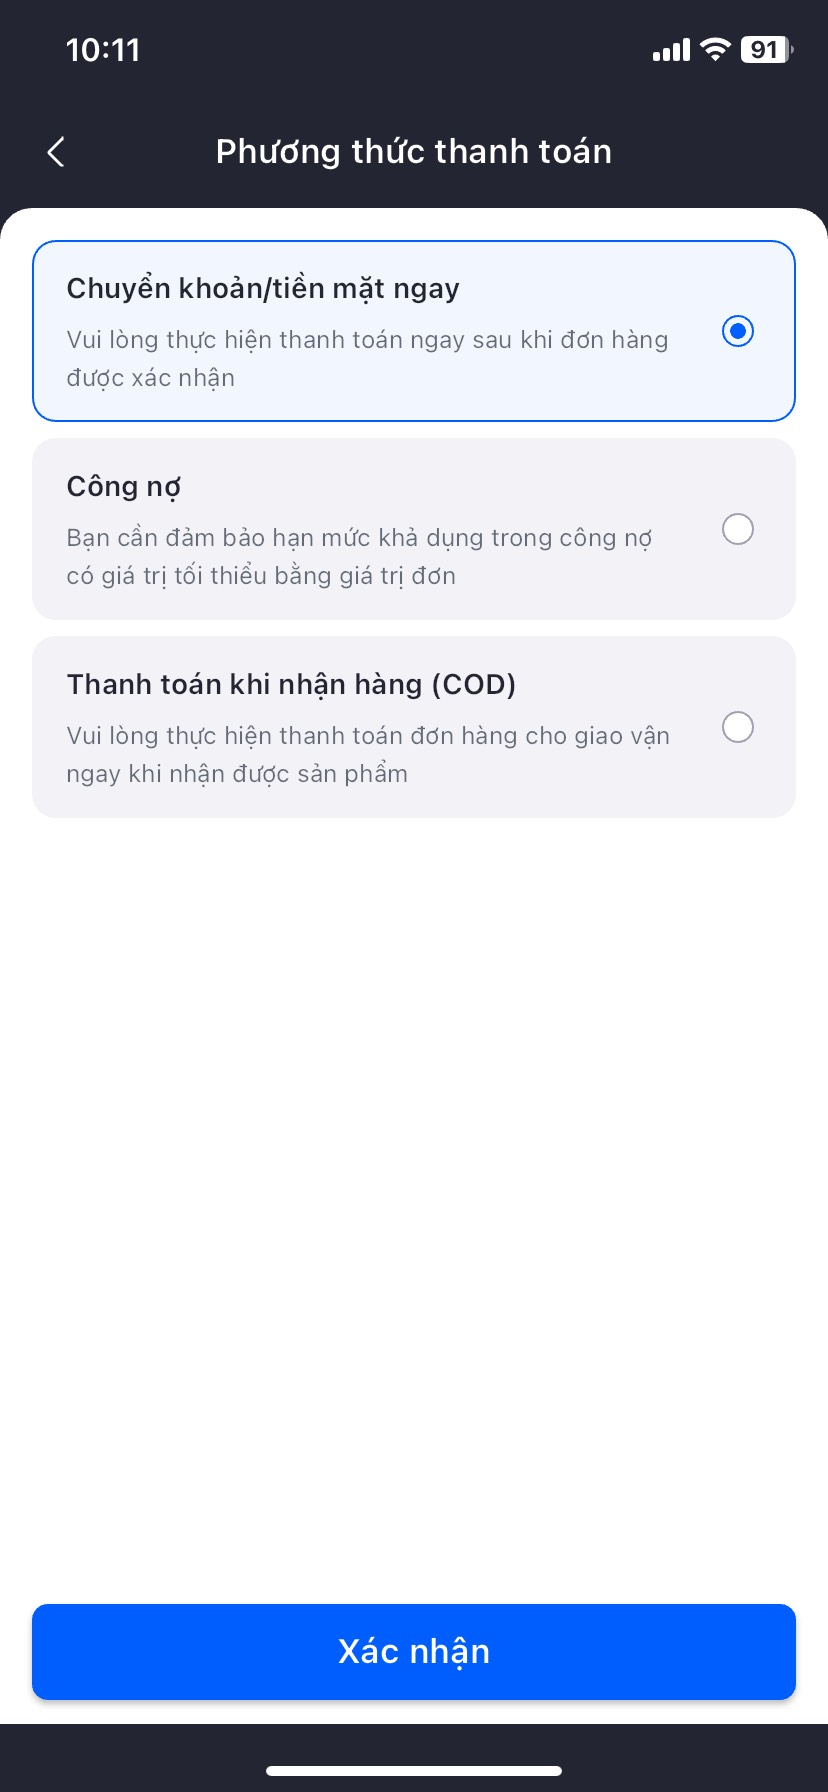 10:11
91
Phương thức thanh toán
Chuyển khoản/tiền mặt ngay
Vui lòng thực hiện thanh toán ngay sau khi đơn hàng
được xác nhận
Công nợ
Bạn cần đảm bảo hạn mức khả dụng trong công nợ
có giá trị tối thiểu bằng giá trị đơn
Thanh toán khi nhận hàng (COD)
Vui lòng thực hiện thanh toán đơn hàng cho giao vận
ngay khi nhận được sản phẩm
Xác nhận